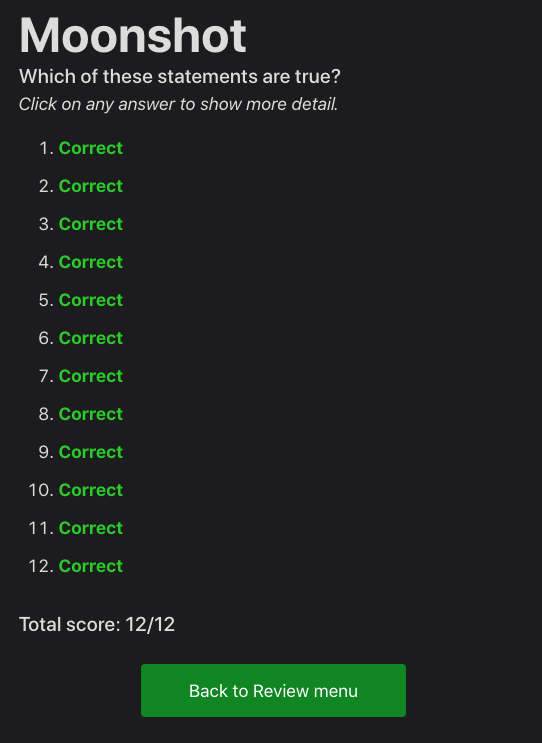 Moonshot
Which of these statements are true?
Click on any answer to show more detail.
1. Correct
2. Correct
3. Correct
4. Correct
5. Correct
6. Correct
7. Correct
8. Correct
9. Correct
10. Correct
11. Correct
12. Correct
Total score: 12/12
Back to Review menu